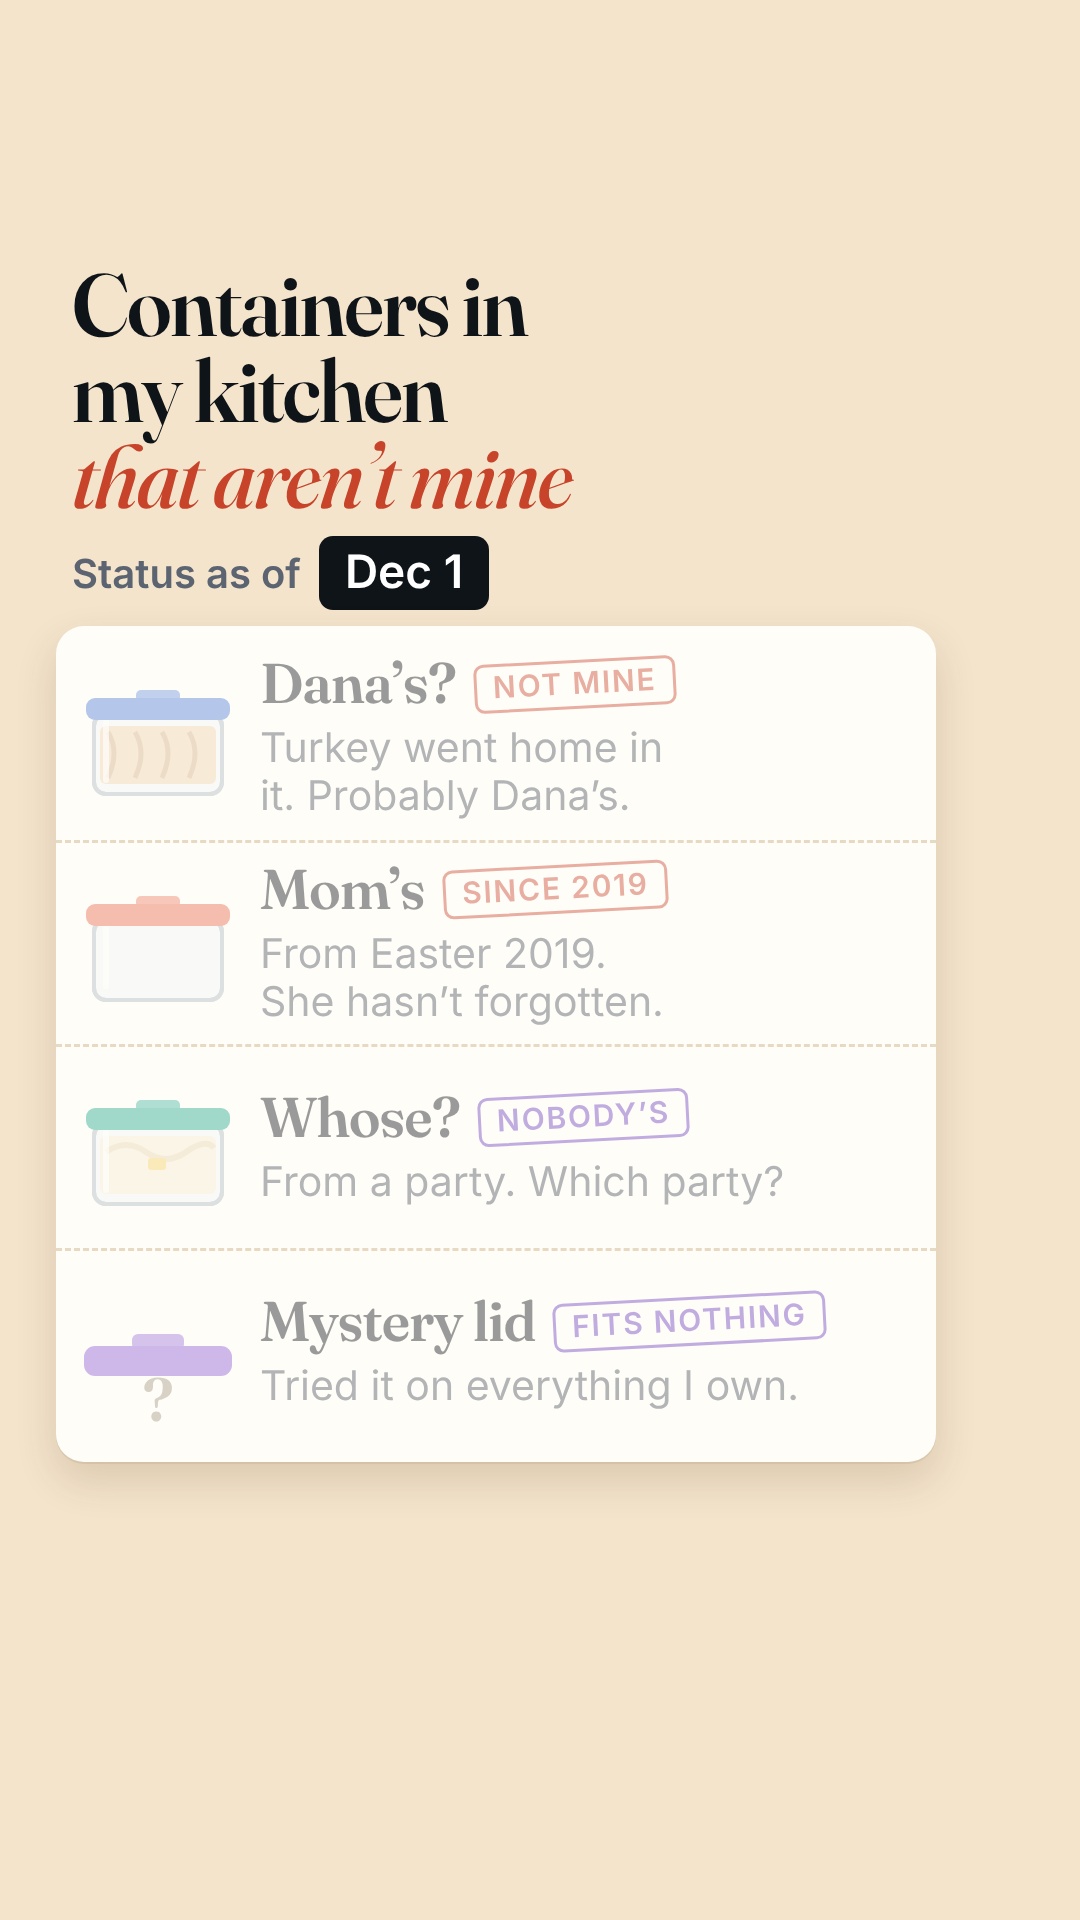 Containers in
my kitchen
that aren’t mine
Status as of Dec 1
Dana’s? NOT MINE
Turkey went home in
it. Probably Dana’s.
Mom’s SINCE 2019
From Easter 2019.
She hasn’t forgotten.
Whose? NOBODY’S
From a party. Which party?
Mystery lid FITS NOTHING
?
Tried it on everything I own.